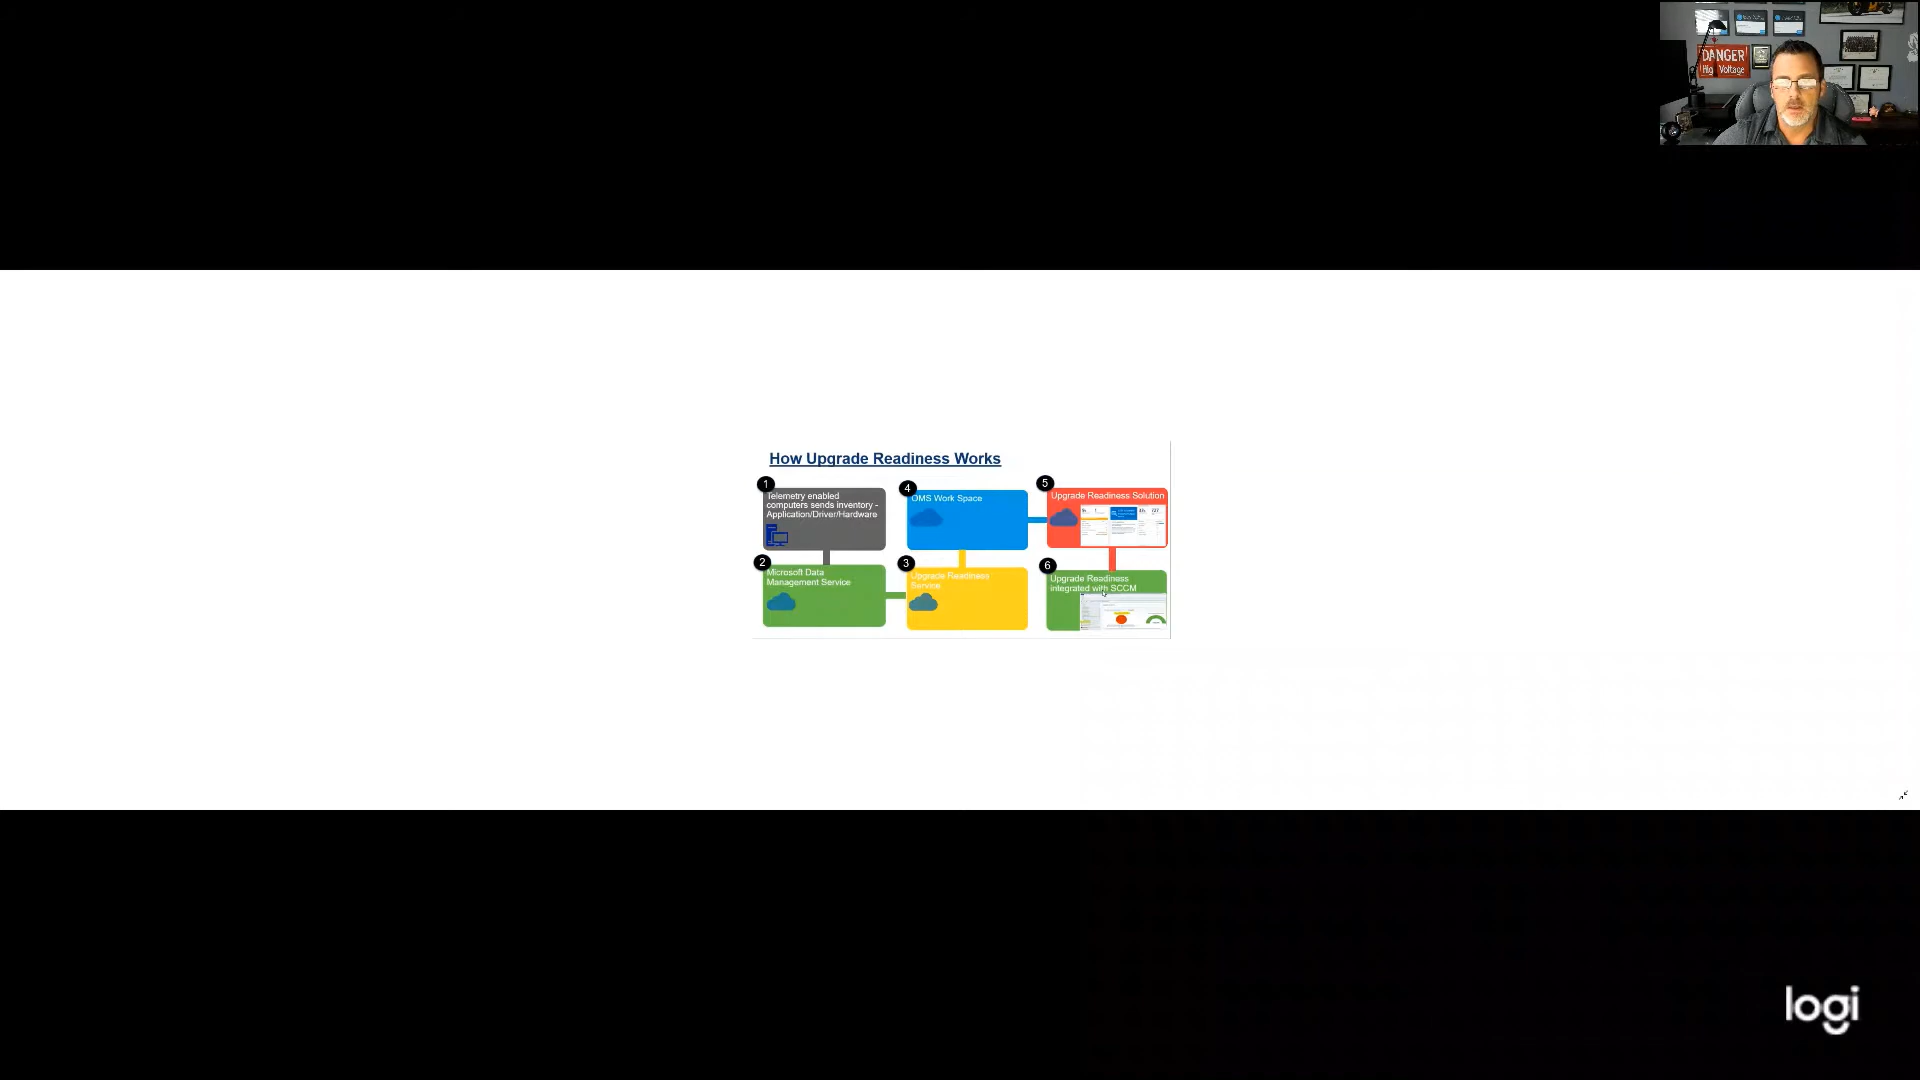 DANGER
Voltage
How Upgrade Readiness Works
1
Telemetry enabled
computers sends inventory -
Application/Driver/Hardware
2
Microsoft Data
Management Service
3
Upgrade Readiness
Service
4
OMS Work Space
5
Upgrade Readiness Solution
6
Upgrade Readiness
integrated with SCCM
logi